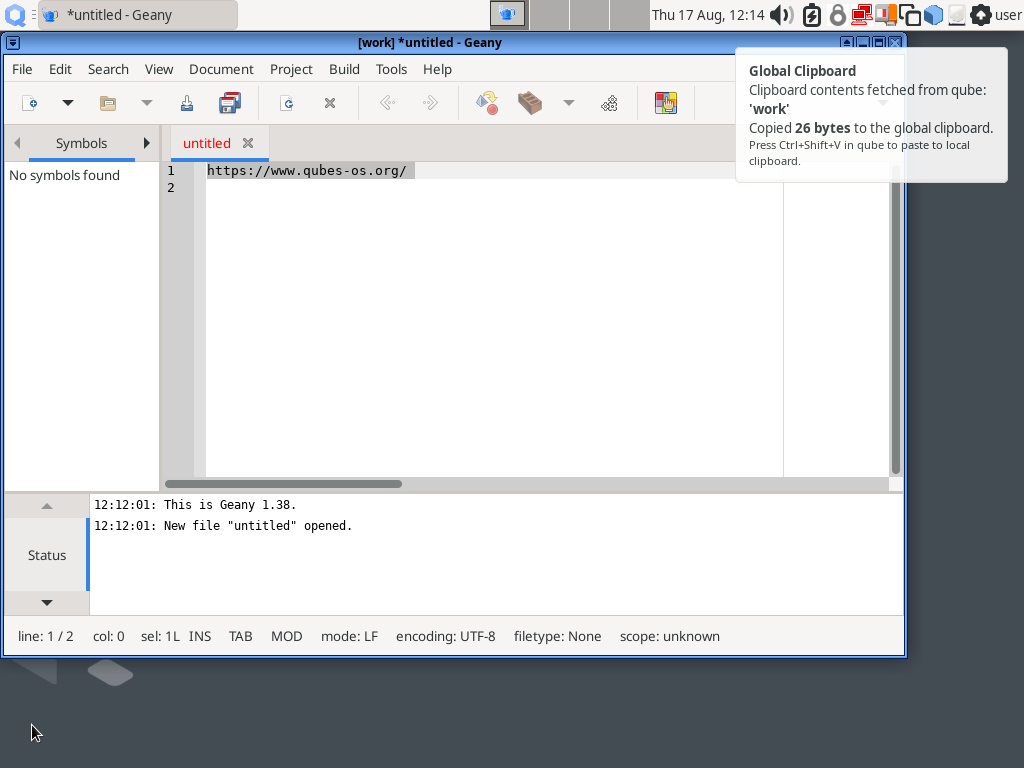 *untitled - Geany
Thu 17 Aug, 12:14
user
[work] *untitled - Geany
File Edit Search View Document Project Build Tools Help
Global Clipboard
Clipboard contents fetched from qube:
'work'
Copied 26 bytes to the global clipboard.
Press Ctrl+Shift+V in qube to paste to local
clipboard.
Symbols
untitled
No symbols found
1 https://www.qubes-os.org/
2
12:12:01: This is Geany 1.38.
12:12:01: New file "untitled" opened.
Status
line: 1 / 2 col: 0 sel: 1L INS TAB MOD mode: LF encoding: UTF-8 filetype: None scope: unknown